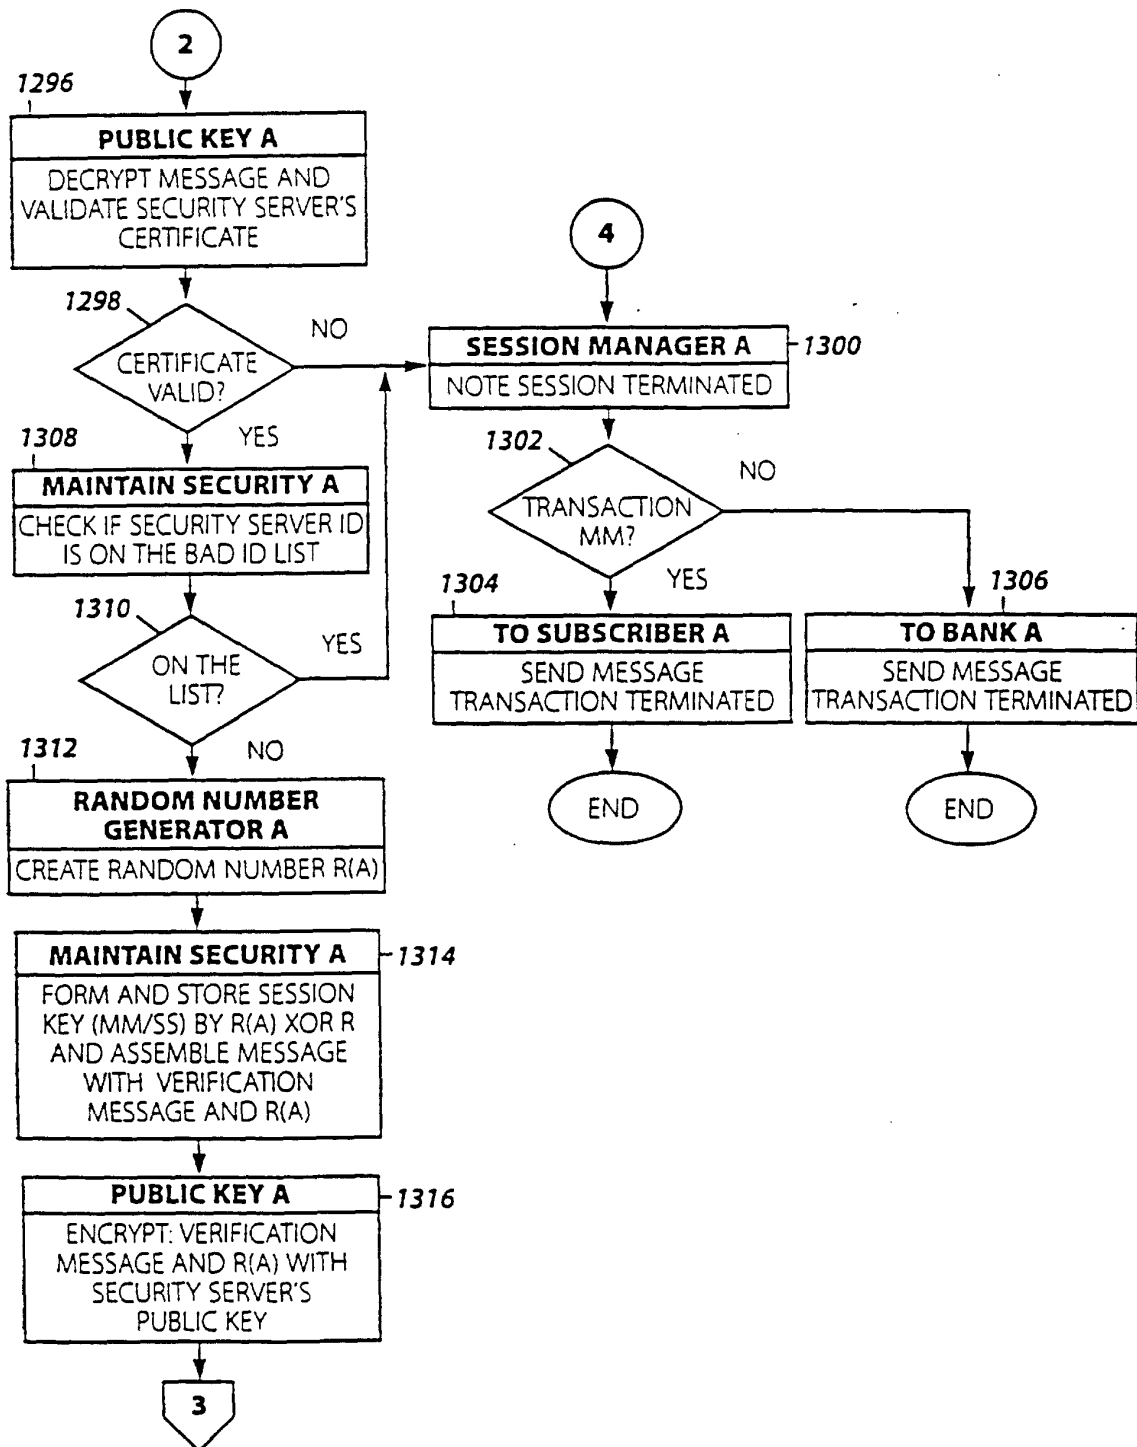 2
1296
PUBLIC KEY A
DECRYPT MESSAGE AND
VALIDATE SECURITY SERVER'S
CERTIFICATE
1298
CERTIFICATE
VALID?
NO
YES
1308
MAINTAIN SECURITY A
CHECK IF SECURITY SERVER ID
IS ON THE BAD ID LIST
1310
ON THE
LIST?
YES
NO
1312
RANDOM NUMBER
GENERATOR A
CREATE RANDOM NUMBER R(A)
MAINTAIN SECURITY A
1314
FORM AND STORE SESSION
KEY (MM/SS) BY R(A) XOR R
AND ASSEMBLE MESSAGE
WITH VERIFICATION
MESSAGE AND R(A)
PUBLIC KEY A
1316
ENCRYPT: VERIFICATION
MESSAGE AND R(A) WITH
SECURITY SERVER'S
PUBLIC KEY
3
4
SESSION MANAGER A
1300
NOTE SESSION TERMINATED
1302
TRANSACTION
MM?
NO
YES
1304
TO SUBSCRIBER A
SEND MESSAGE
TRANSACTION TERMINATED
END
1306
TO BANK A
SEND MESSAGE
TRANSACTION TERMINATED
END